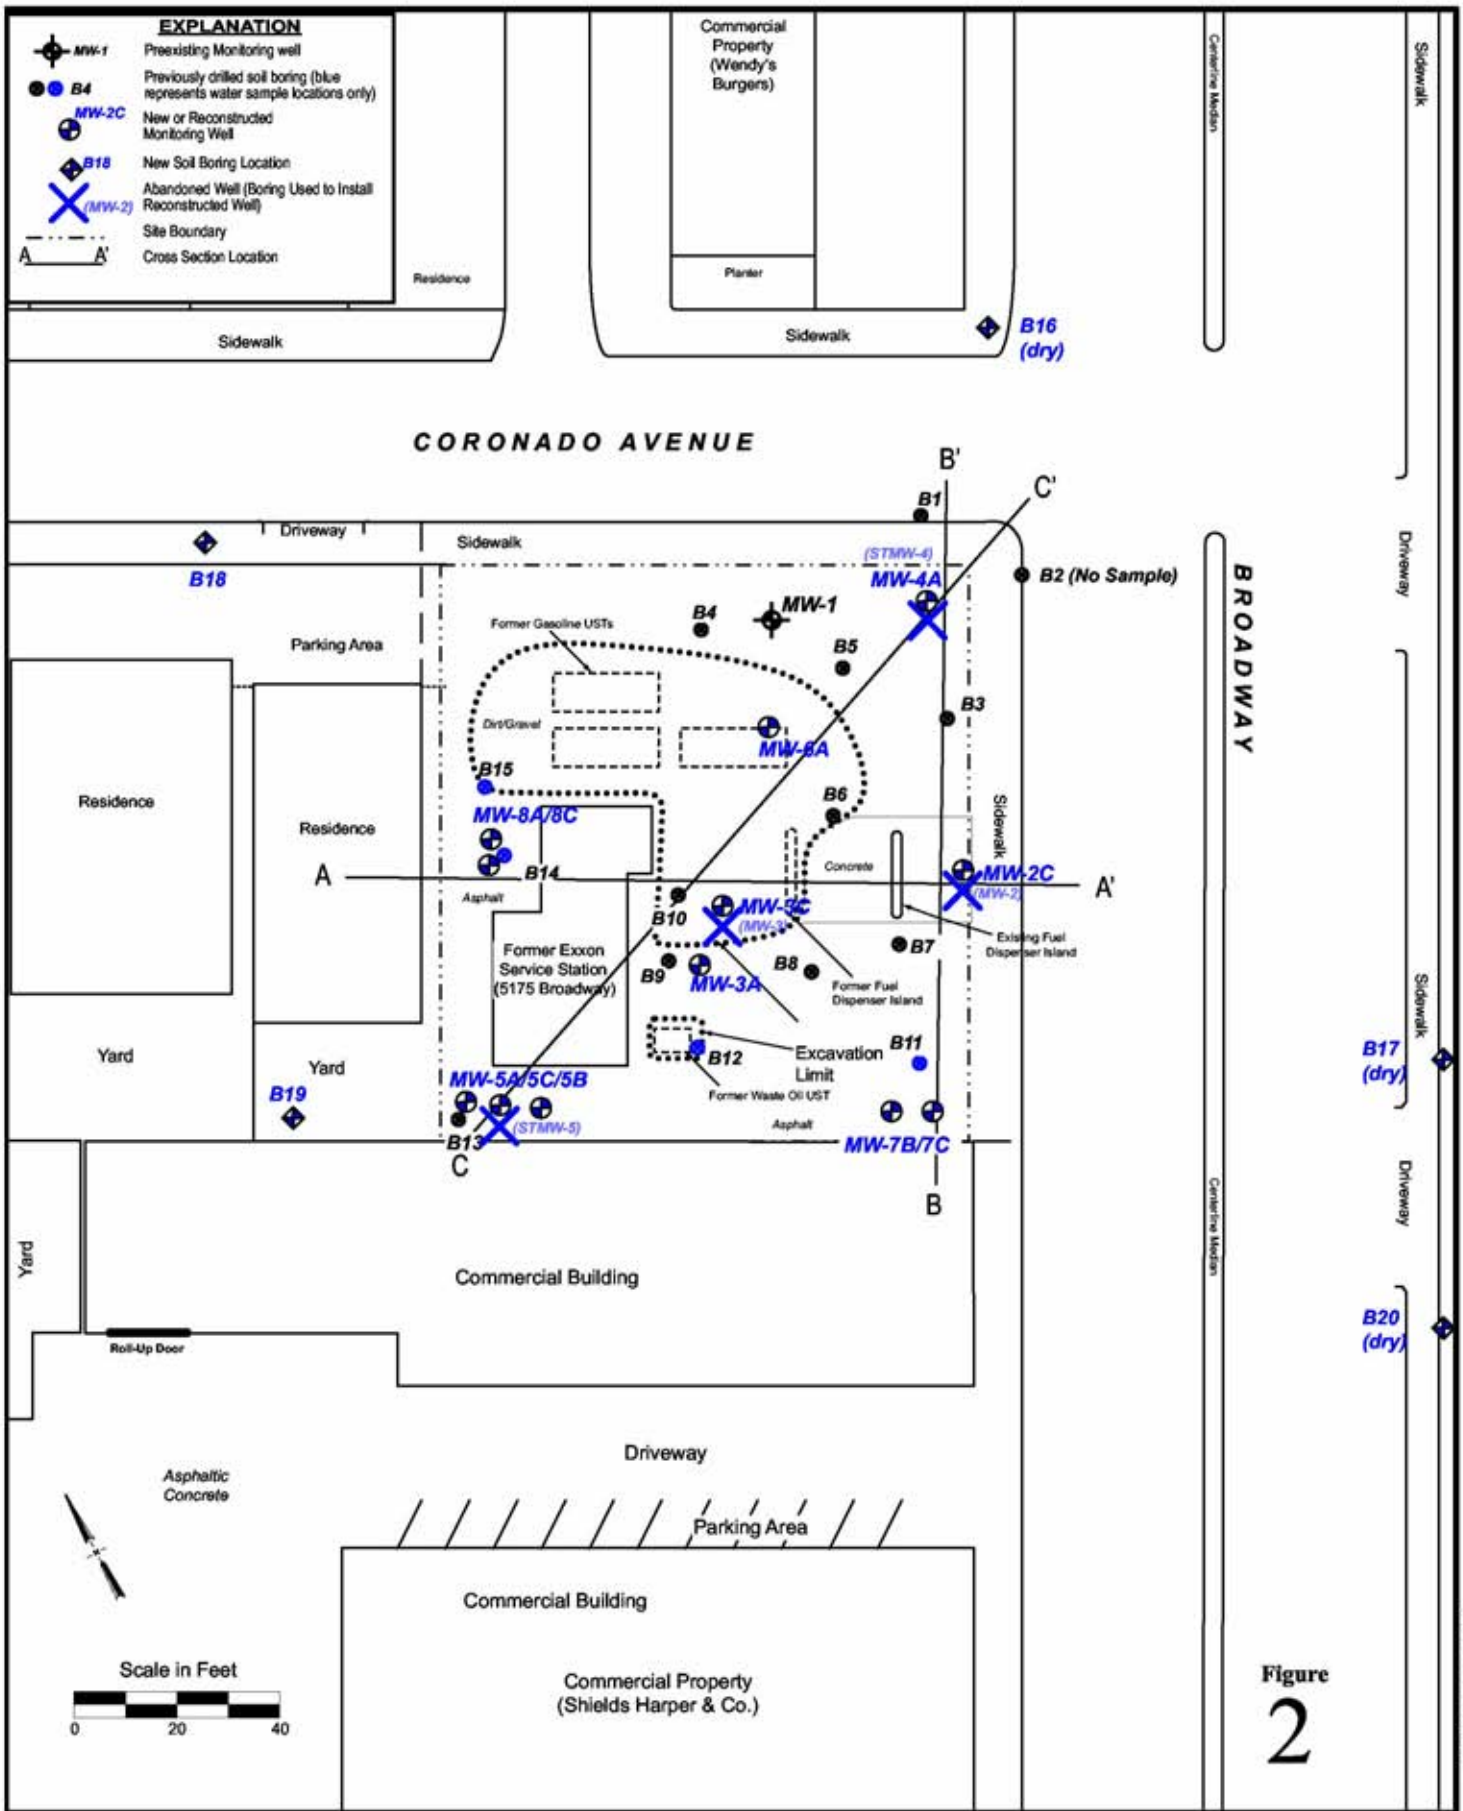 EXPLANATION
MW-1
Preexisting Monitoring well
B4
Previously drilled soil boring (blue
represents water sample locations only)
MW-2C
New or Reconstructed
Monitoring Well
B18
New Soil Boring Location
(MW-2)
Abandoned Well (Boring Used to Install
Reconstructed Well)
Site Boundary
A A'
Cross Section Location
Residence
Sidewalk
Commercial
Property
(Wendy's
Burgers)
Planter
Sidewalk
B16
(dry)
Centerline Median
Sidewalk
CORONADO AVENUE
B'
C'
B1
Driveway
Sidewalk
B18
(STMW-4)
MW-4A
B2 (No Sample)
Driveway
BROADWAY
Former Gasoline USTs
B4
MW-1
B5
Parking Area
B3
Dirt/Gravel
MW-6A
B15
B6
Residence
Residence
MW-8A/8C
Sidewalk
A
B14
Concrete
MW-2C
(MW-2)
A'
Asphalt
B10
MW-3C
(MW-3)
Existing Fuel
Dispenser Island
B7
Former Exxon
Service Station
(5175 Broadway)
B9
MW-3A
B8
Former Fuel
Dispenser Island
Sidewalk
Yard
Yard
B12
Excavation
Limit
B11
B17
(dry)
Former Waste Oil UST
B19
MW-5A/5C/5B
(STMW-5)
B13
C
Asphalt
MW-7B/7C
B
Driveway
Centerline Median
Yard
Commercial Building
Roll-Up Door
B20
(dry)
Driveway
Asphaltic
Concrete
Parking Area
Commercial Building
Scale in Feet
0 20 40
Commercial Property
(Shields Harper & Co.)
Figure
2